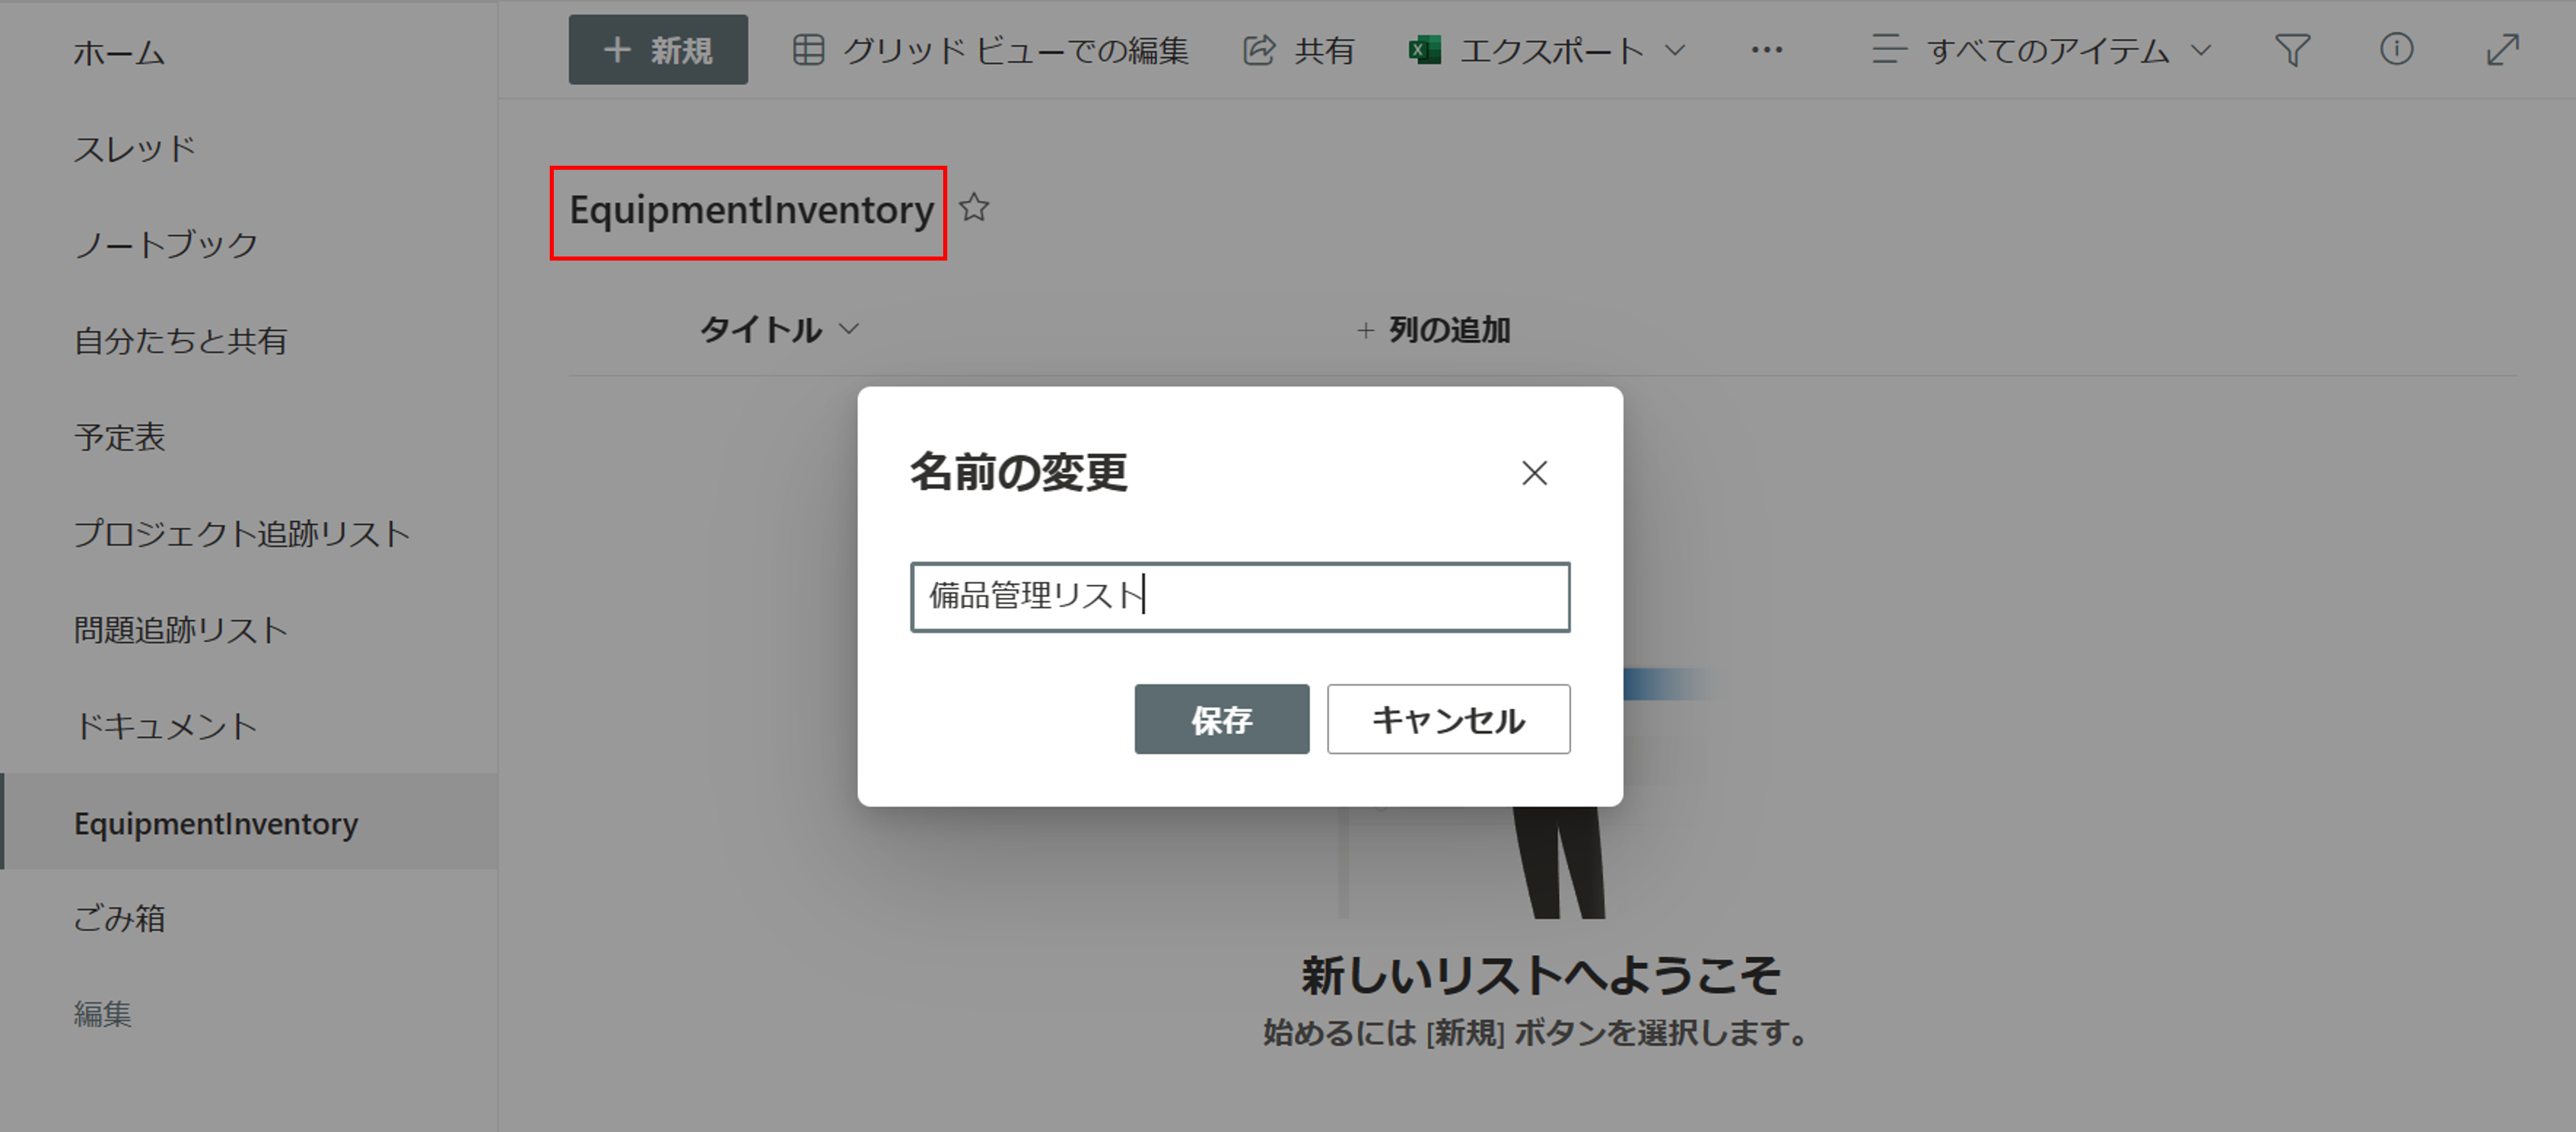 ホーム
スレッド
ノートブック
自分たちと共有
予定表
プロジェクト追跡リスト
問題追跡リスト
ドキュメント
EquipmentInventory
ごみ箱
編集
新規 グリッド ビューでの編集 共有 エクスポート すべてのアイテム
EquipmentInventory
タイトル + 列の追加
名前の変更
備品管理リスト
保存 キャンセル
新しいリストへようこそ
始めるには [新規] ボタンを選択します。